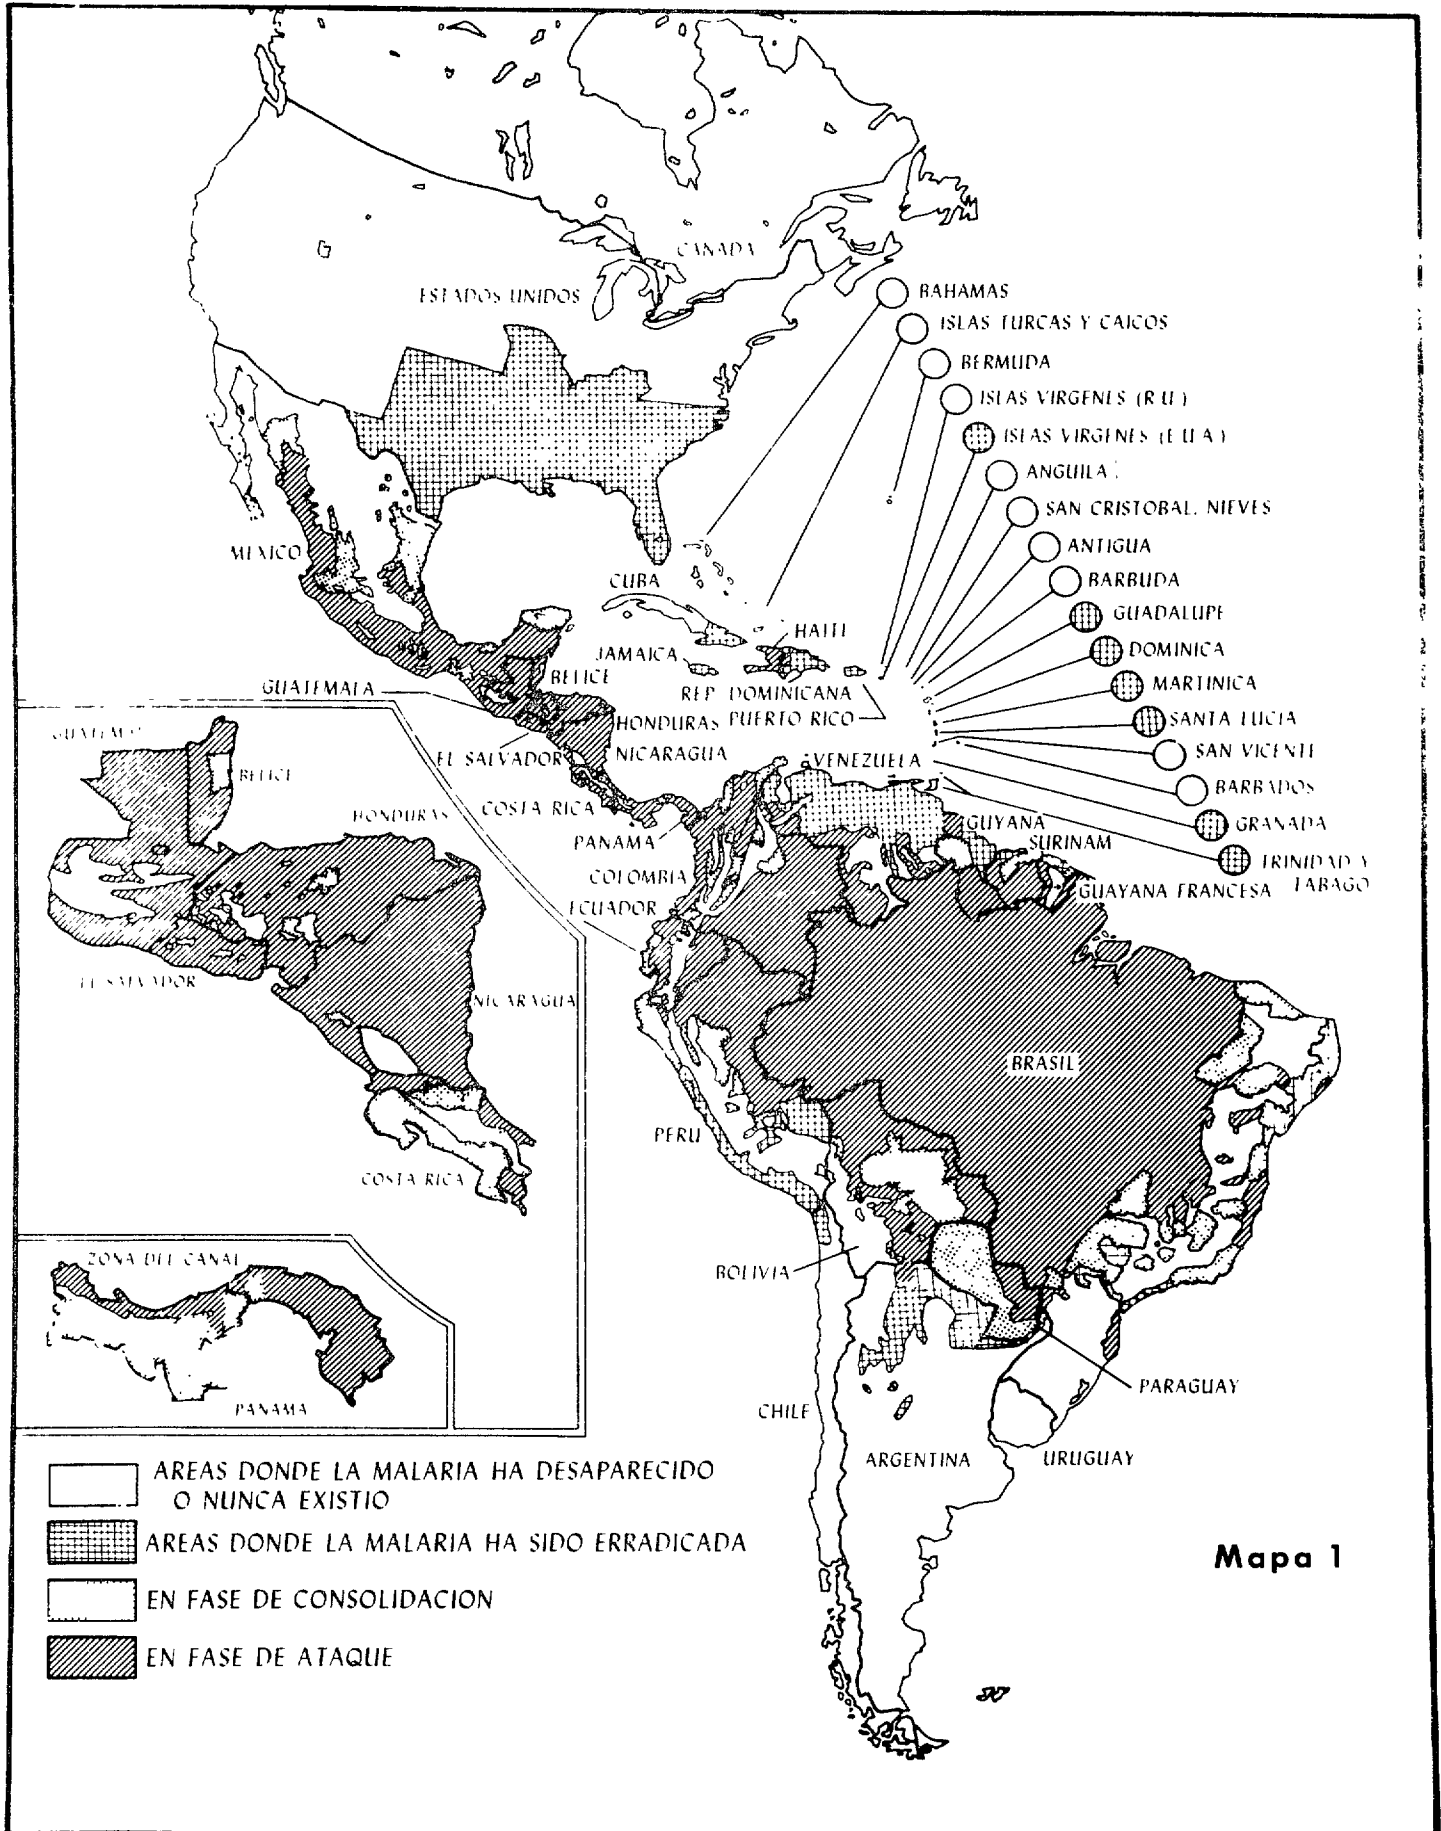 CANADA
ESTADOS UNIDOS
BAHAMAS
ISLAS TURCAS Y CAICOS
BERMUDA
ISLAS VIRGENES (R U )
ISLAS VIRGENES (E U A )
ANGUILA
SAN CRISTOBAL, NIEVES
ANTIGUA
BARBUDA
GUADALUPE
DOMINICA
MARTINICA
SANTA LUCIA
SAN VICENTE
BARBADOS
GRANADA
TRINIDAD Y
TABAGO
MEXICO
CUBA
HAITI
JAMAICA
BELICE
REP DOMINICANA
GUATEMALA
HONDURAS
PUERTO RICO
NICARAGUA
EL SALVADOR
VENEZUELA
COSTA RICA
PANAMA
GUYANA
SURINAM
GUAYANA FRANCESA
COLOMBIA
ECUADOR
BRASIL
PERU
BOLIVIA
PARAGUAY
CHILE
ARGENTINA
URUGUAY
BELICE
HONDURAS
EL SALVADOR
NICARAGUA
COSTA RICA
ZONA DEL CANAL
PANAMA
AREAS DONDE LA MALARIA HA DESAPARECIDO
O NUNCA EXISTIO
AREAS DONDE LA MALARIA HA SIDO ERRADICADA
EN FASE DE CONSOLIDACION
EN FASE DE ATAQUE
Mapa 1